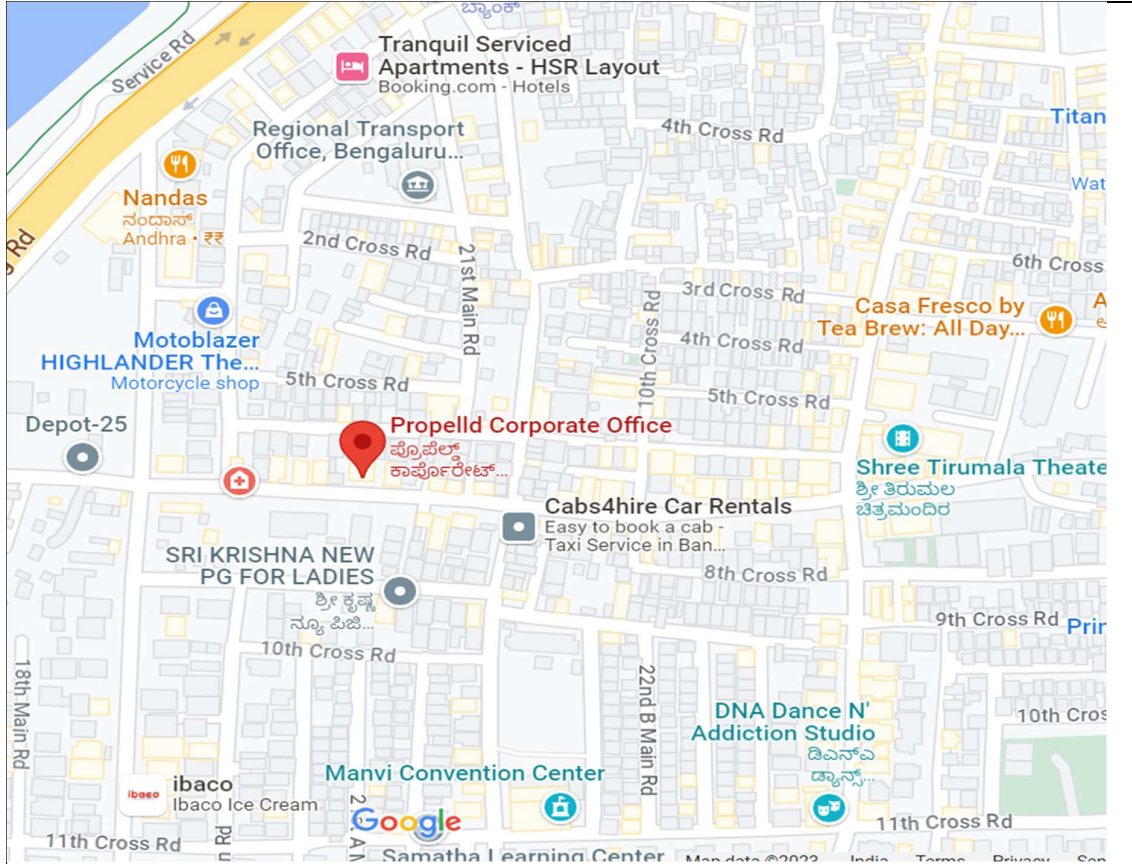 ಬ್ಯಾಂಕ್
Service Rd
Tranquil Serviced
Apartments - HSR Layout
Booking.com - Hotels
Regional Transport
Office, Bengaluru...
4th Cross Rd
Titan
Wat
Nandas
ನಂದಾಸ್
Andhra · ₹₹
Rd
2nd Cross Rd
21st Main Rd
6th Cross
3rd Cross Rd
10th Cross Rd
Casa Fresco by
Tea Brew: All Day...
A
Motoblazer
HIGHLANDER The...
Motorcycle shop
4th Cross Rd
5th Cross Rd
5th Cross Rd
Depot-25
Propelld Corporate Office
ಪ್ರೊಪೆಲ್ಡ್
ಕಾರ್ಪೊರೇಟ್...
Shree Tirumala Theate
ಶ್ರೀ ತಿರುಮಲ
ಚಿತ್ರಮಂದಿರ
Cabs4hire Car Rentals
Easy to book a cab -
Taxi Service in Ban...
SRI KRISHNA NEW
PG FOR LADIES
ಶ್ರೀ ಕೃಷ್ಣ
ನ್ಯೂ ಪಿಜಿ...
8th Cross Rd
9th Cross Rd
Prin
10th Cross Rd
18th Main Rd
22nd B Main Rd
10th Cros
DNA Dance N'
Addiction Studio
ಡಿಎನ್ಎ
ಡ್ಯಾನ್ಸ್...
Manvi Convention Center
ibaco
ibaco
Ibaco Ice Cream
Google
11th Cross Rd
11th Cross Rd
Samatha Learning Center
Map data ©2023 India Terms Privacy